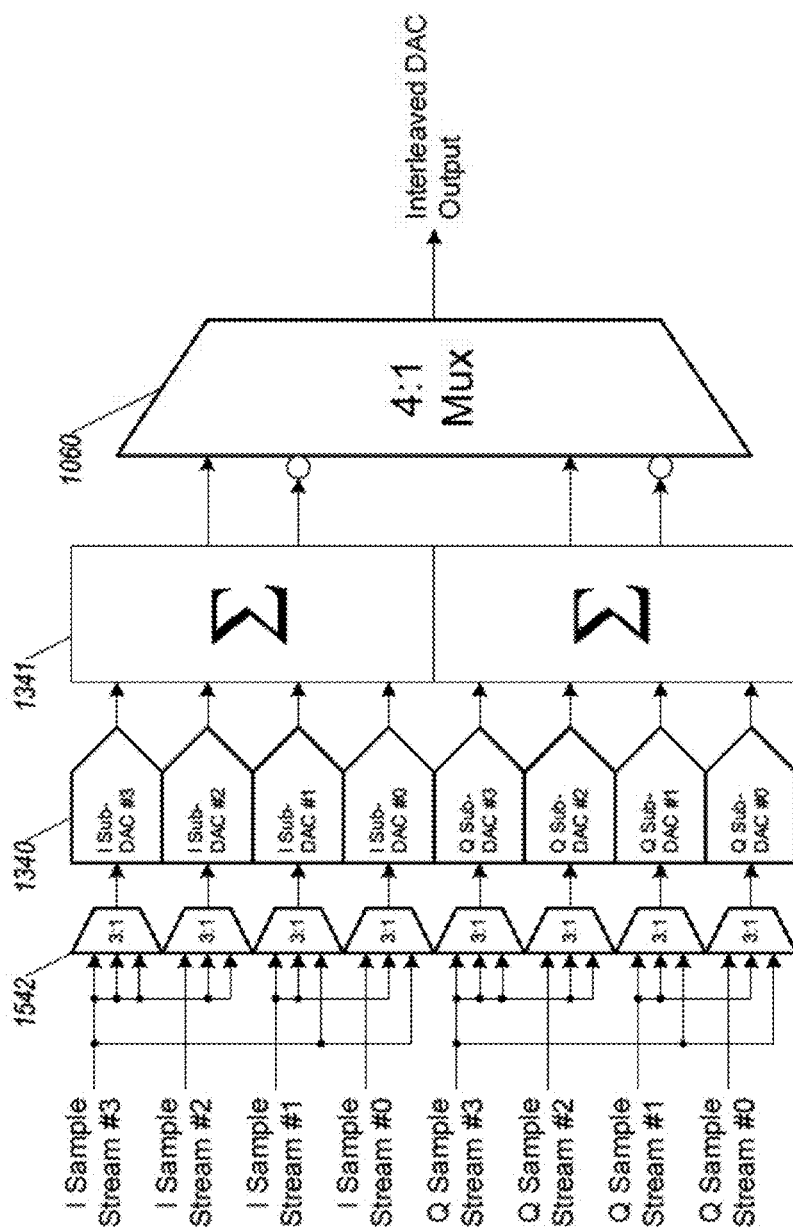 I Sample
Stream #3
I Sample
Stream #2
I Sample
Stream #1
I Sample
Stream #0
Q Sample
Stream #3
Q Sample
Stream #2
Q Sample
Stream #1
Q Sample
Stream #0
1542
3:1
3:1
3:1
3:1
3:1
3:1
3:1
3:1
1340
I Sub-
DAC #3
I Sub-
DAC #2
I Sub-
DAC #1
I Sub-
DAC #0
Q Sub-
DAC #3
Q Sub-
DAC #2
Q Sub-
DAC #1
Q Sub-
DAC #0
1341
Σ
Σ
1060
4:1
Mux
Interleaved DAC
Output